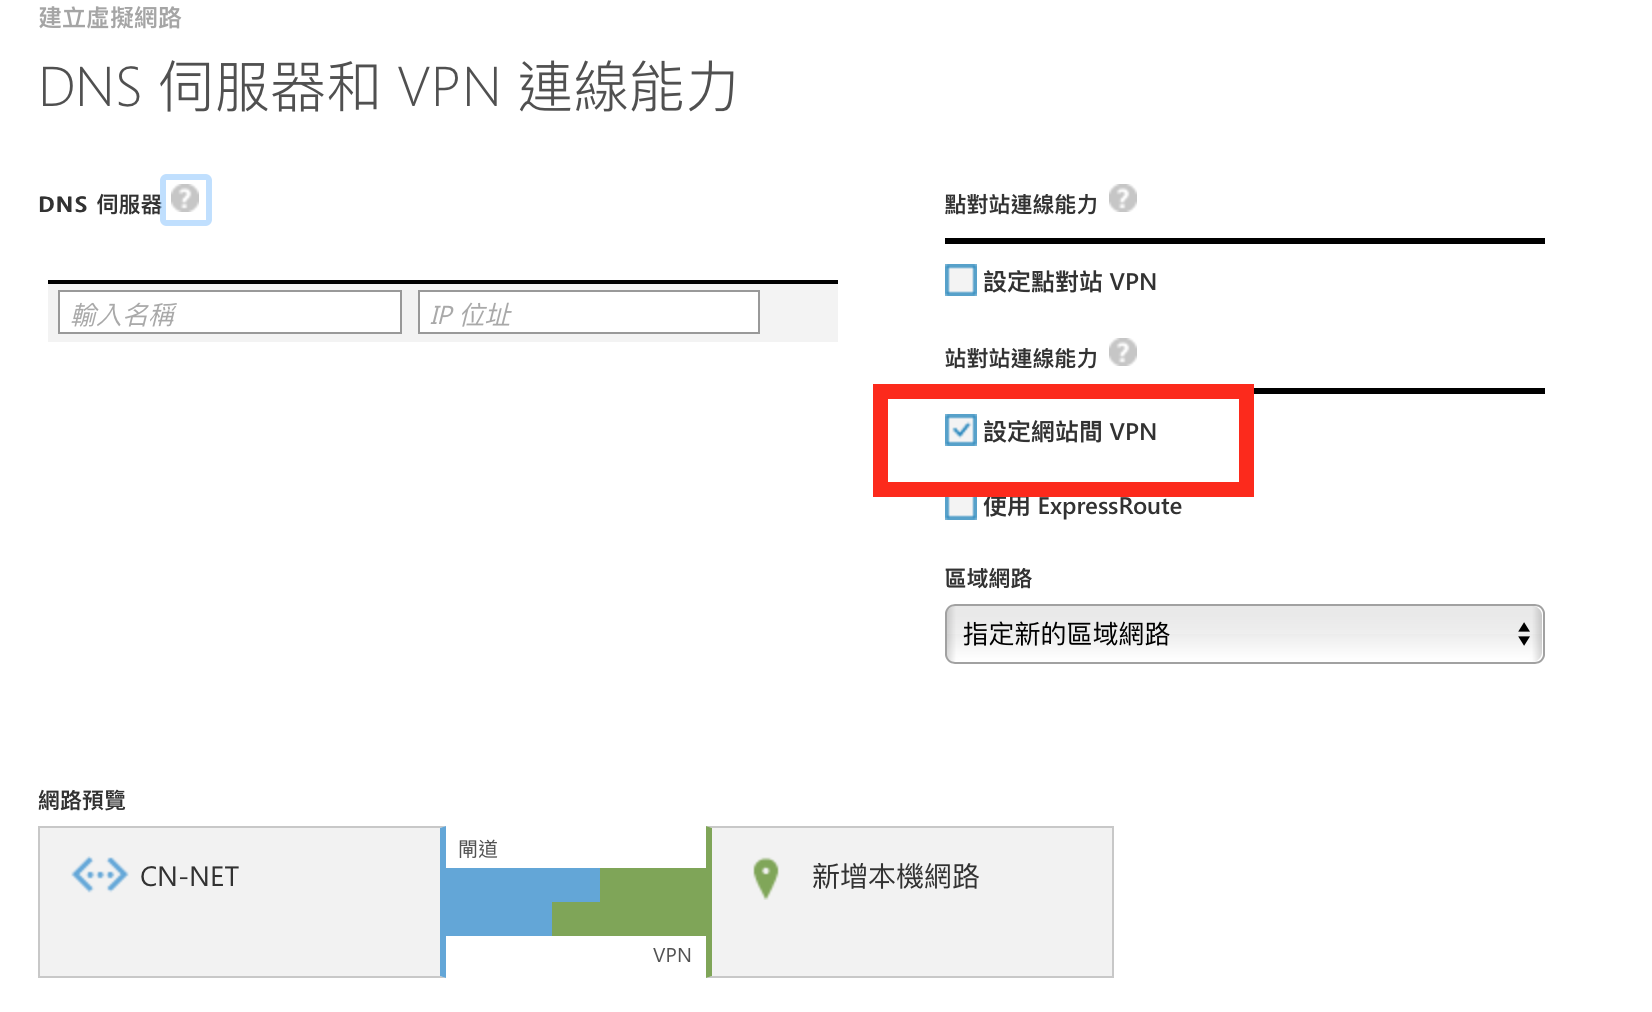 建立虛擬網路
DNS 伺服器和 VPN 連線能力
DNS 伺服器 ?
輸入名稱
IP 位址
點對站連線能力 ?
設定點對站 VPN
站對站連線能力 ?
設定網站間 VPN
使用 ExpressRoute
區域網路
指定新的區域網路
網路預覽
CN-NET
閘道
VPN
新增本機網路